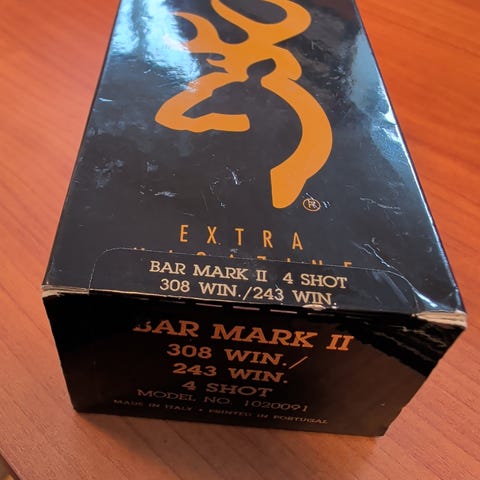 ®
EXTRA
MAGAZINE
BAR MARK II 4 SHOT
308 WIN./243 WIN.
BAR MARK II
308 WIN./
243 WIN.
4 SHOT
MODEL NO. 1020091
MADE IN ITALY • PRINTED IN PORTUGAL